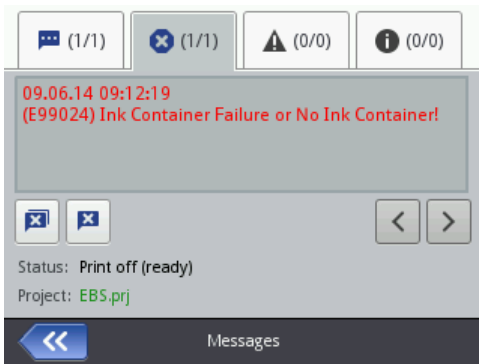 (1/1)
(1/1)
(0/0)
(0/0)
09.06.14 09:12:19
(E99024) Ink Container Failure or No Ink Container!
Status: Print off (ready)
Project: EBS.prj
Messages